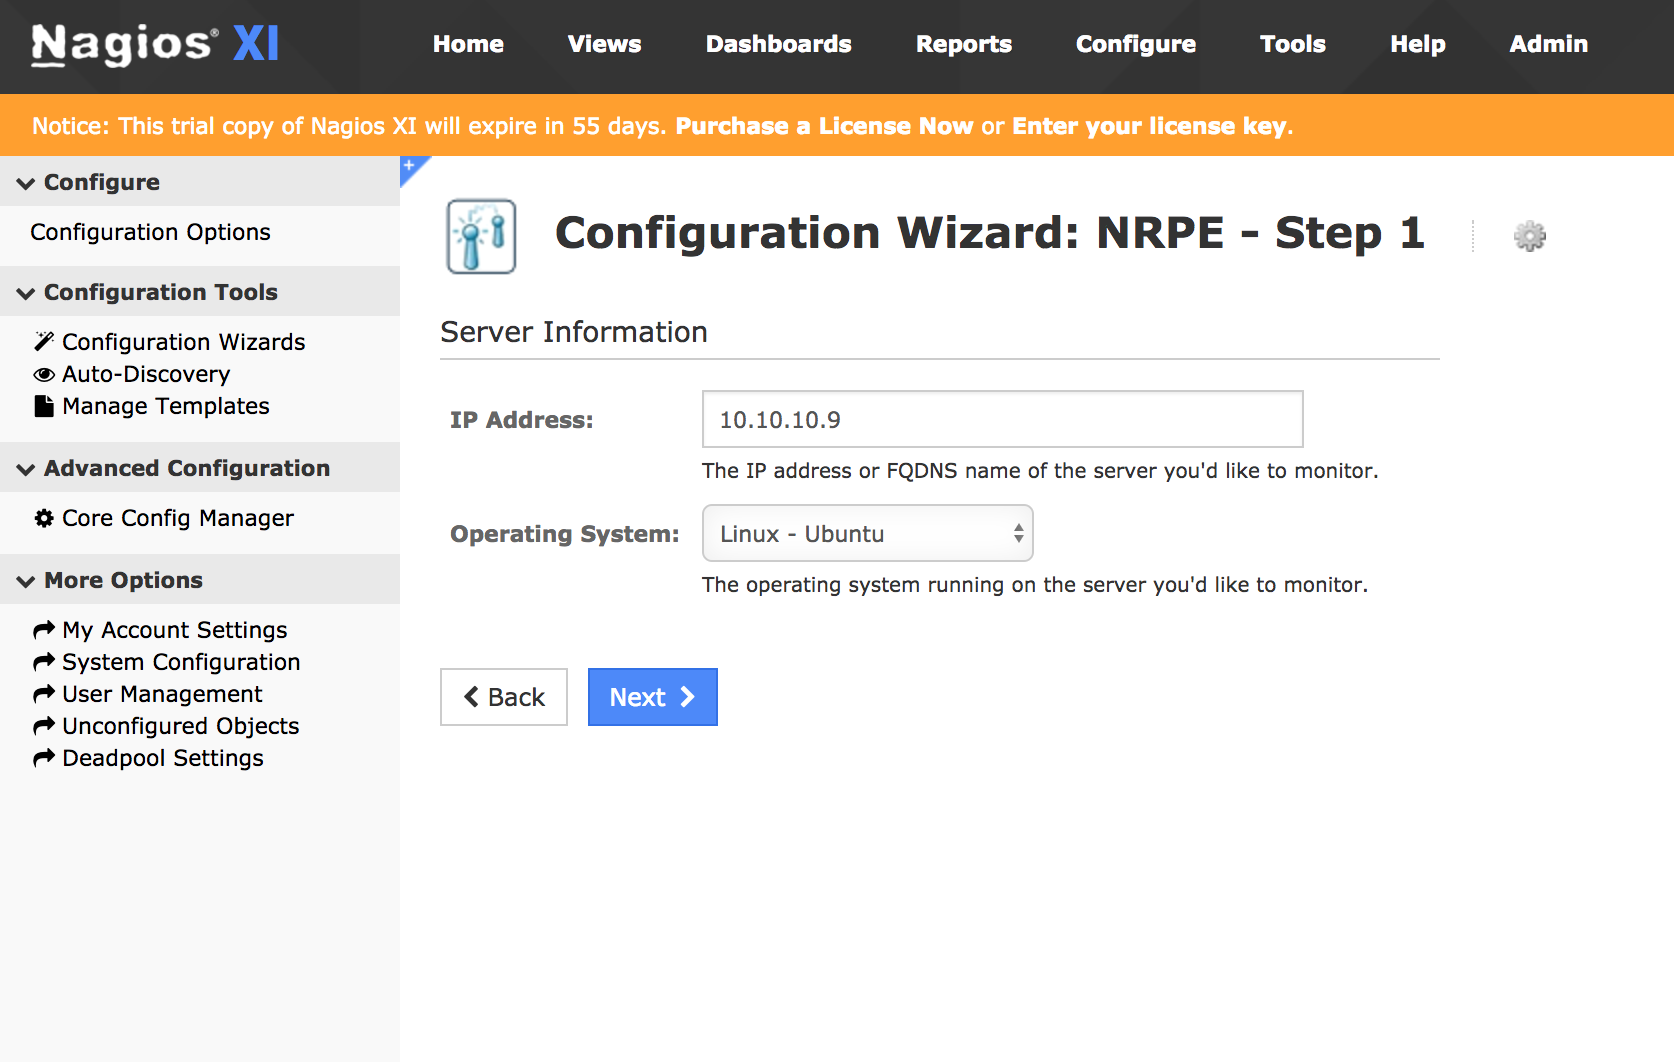 Nagios® XI
Home Views Dashboards Reports Configure Tools Help Admin
Notice: This trial copy of Nagios XI will expire in 55 days. Purchase a License Now or Enter your license key.
Configure
Configuration Options
Configuration Tools
Configuration Wizards
Auto-Discovery
Manage Templates
Advanced Configuration
Core Config Manager
More Options
My Account Settings
System Configuration
User Management
Unconfigured Objects
Deadpool Settings
Configuration Wizard: NRPE - Step 1
Server Information
IP Address: 10.10.10.9
The IP address or FQDNS name of the server you'd like to monitor.
Operating System: Linux - Ubuntu
The operating system running on the server you'd like to monitor.
Back Next